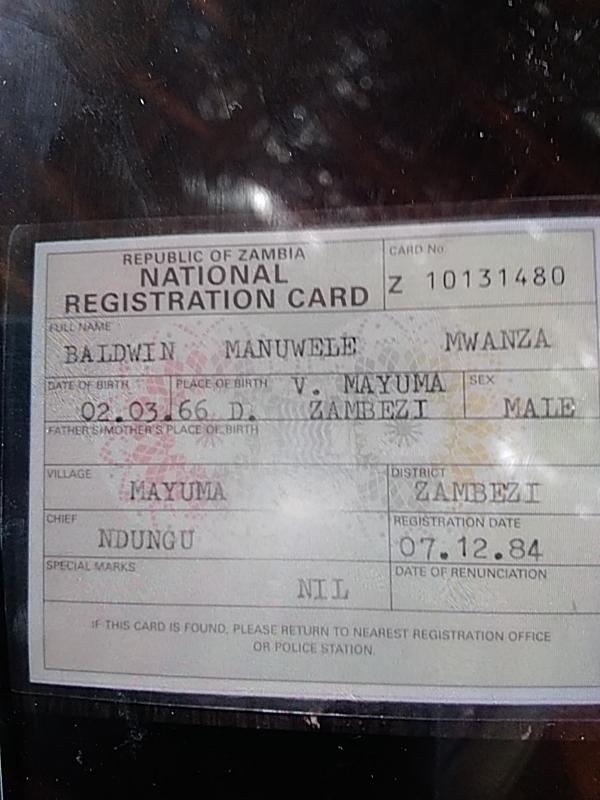 REPUBLIC OF ZAMBIA
NATIONAL
REGISTRATION CARD
CARD No.
Z 10131480
FULL NAME
BALDWIN MANUWELE MWANZA
DATE OF BIRTH PLACE OF BIRTH V. MAYUMA SEX
02.03.66 D. ZAMBEZI MALE
FATHER'S/MOTHER'S PLACE OF BIRTH
VILLAGE DISTRICT
MAYUMA ZAMBEZI
CHIEF REGISTRATION DATE
NDUNGU 07.12.84
SPECIAL MARKS DATE OF RENUNCIATION
NIL
IF THIS CARD IS FOUND, PLEASE RETURN TO NEAREST REGISTRATION OFFICE
OR POLICE STATION.